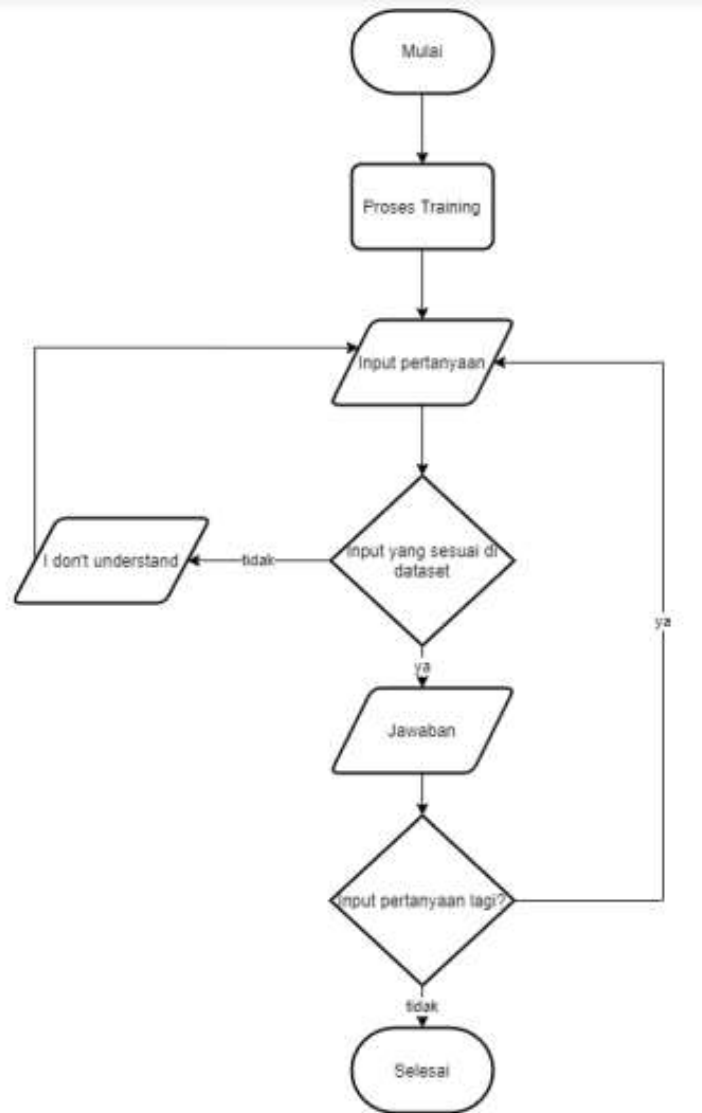 Mulai
Proses Training
Input pertanyaan
Input yang sesuai di
dataset
tidak
I don't understand
ya
ya
Jawaban
Input pertanyaan lagi?
tidak
Selesai